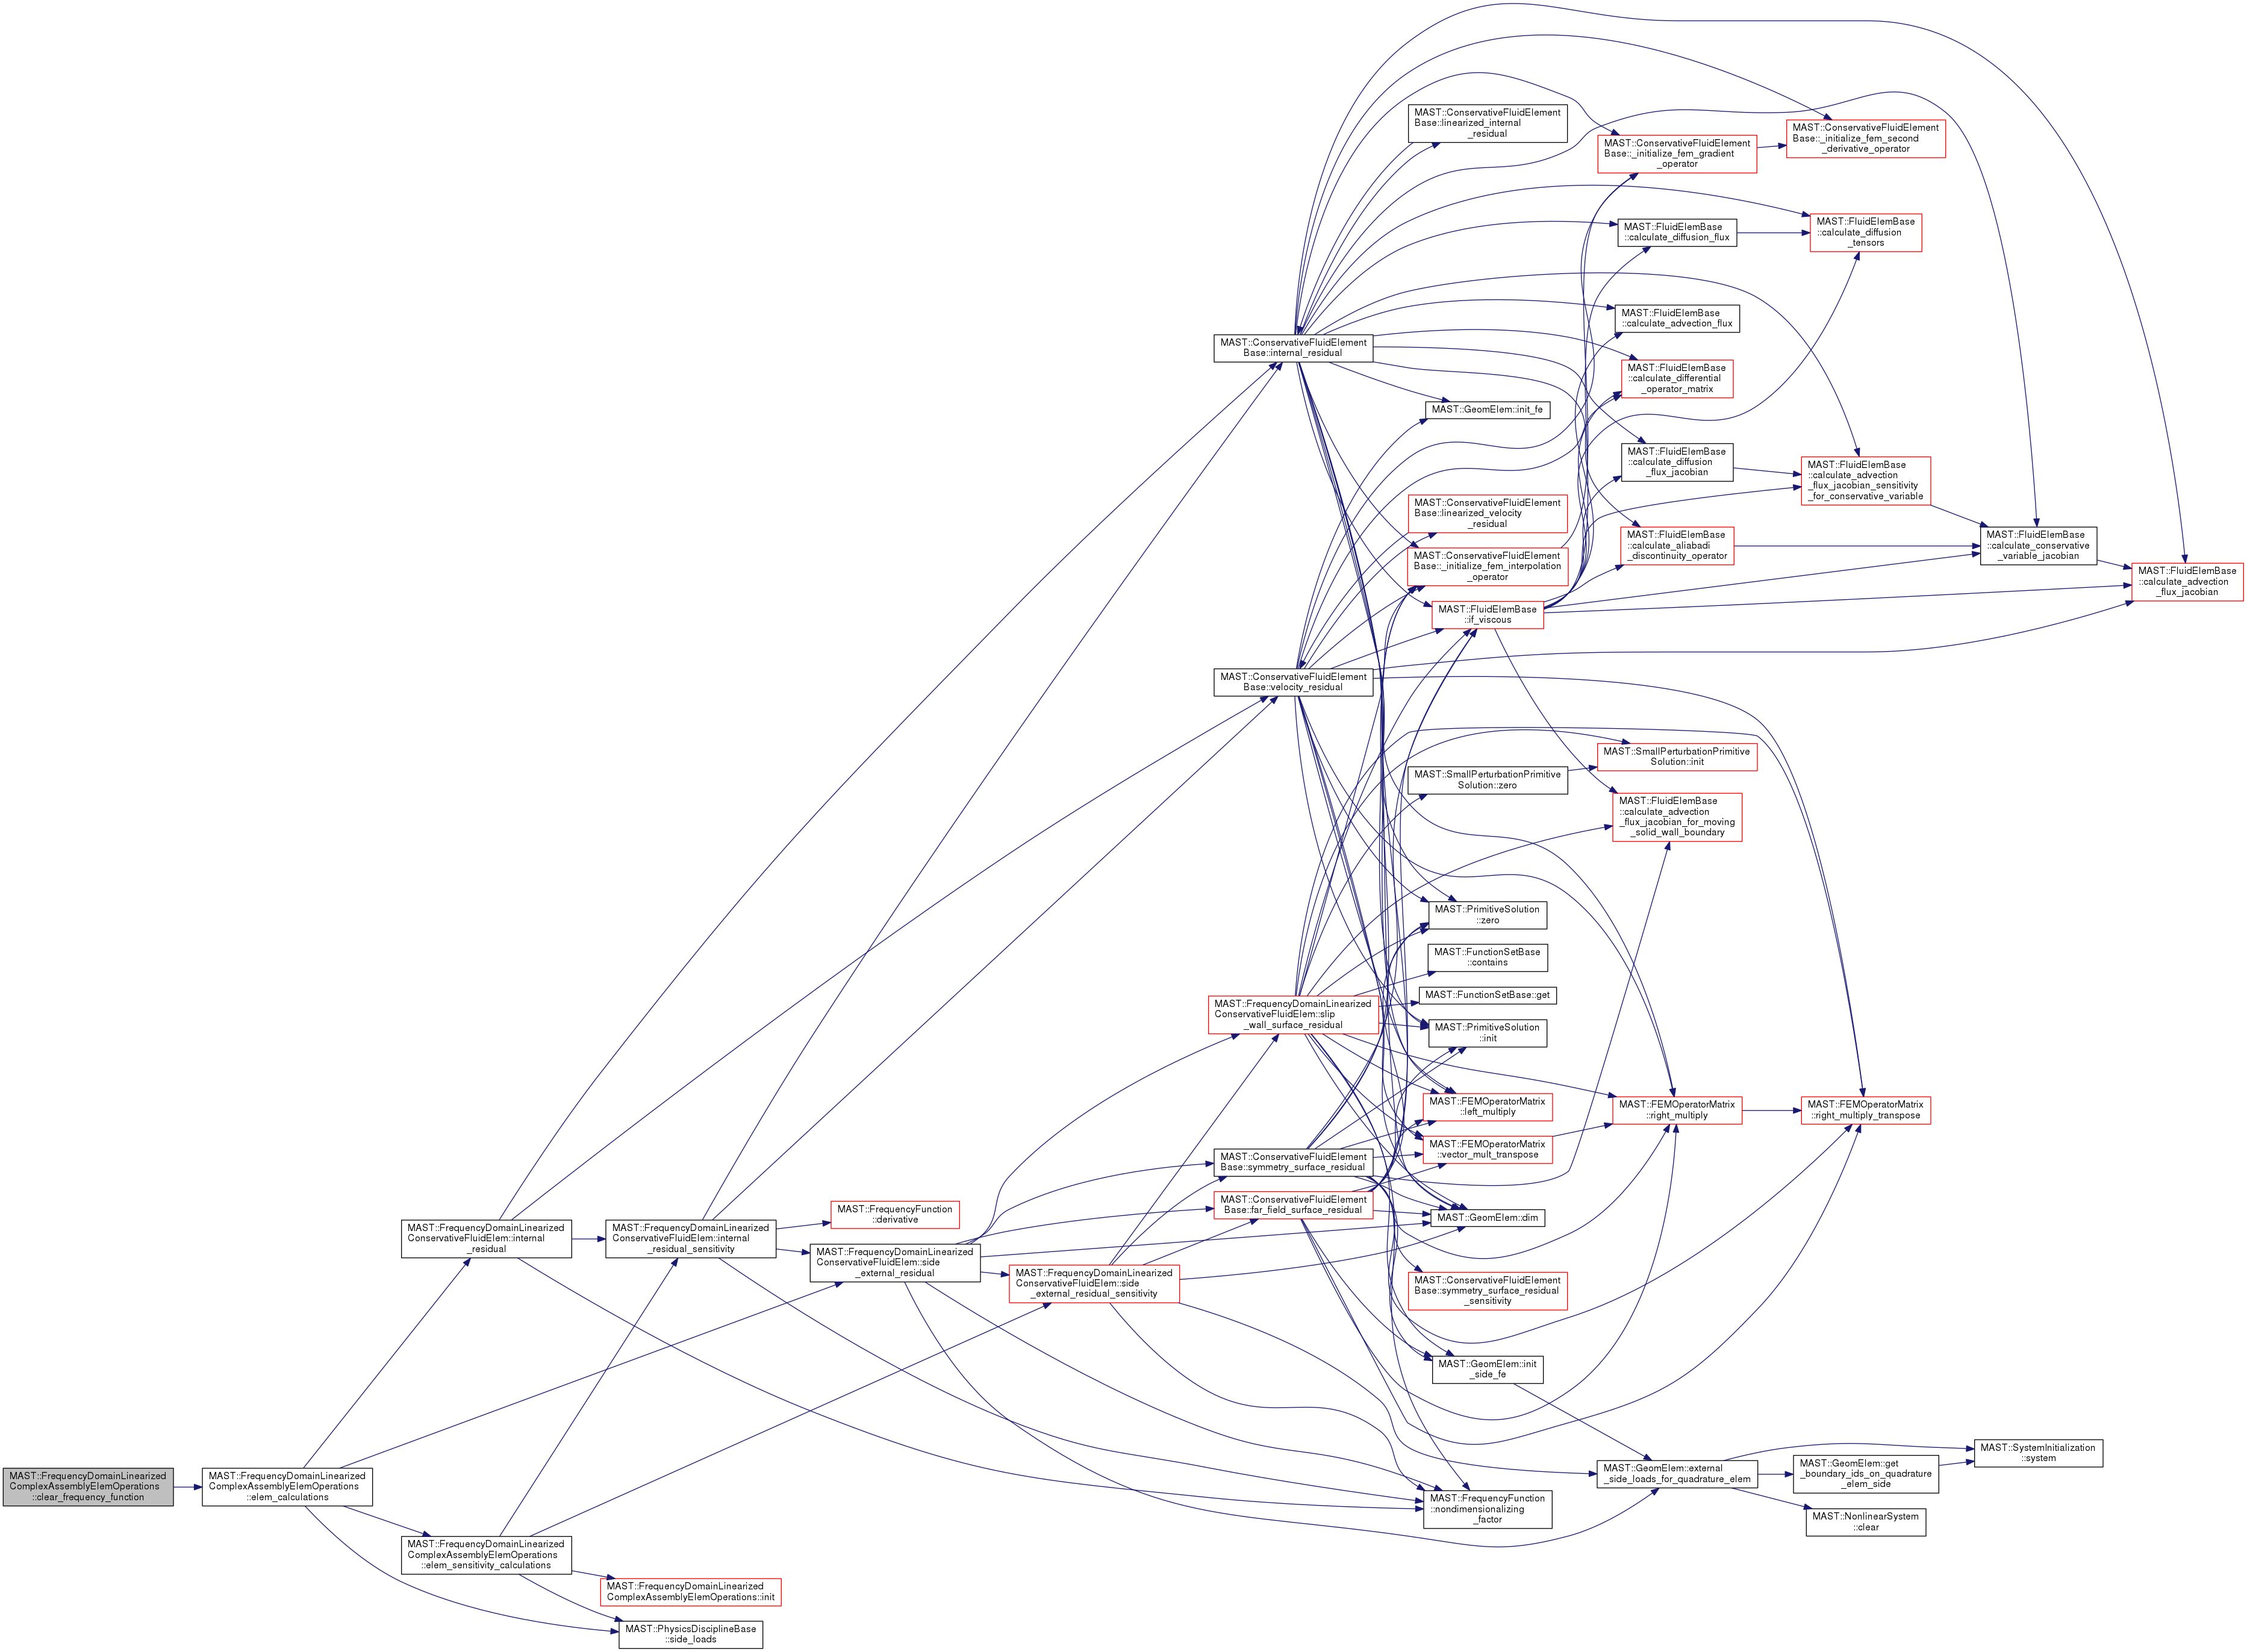 MAST::FrequencyDomainLinearized
ComplexAssemblyElemOperations
::clear_frequency_function
MAST::FrequencyDomainLinearized
ComplexAssemblyElemOperations
::elem_calculations
MAST::FrequencyDomainLinearized
ConservativeFluidElem::internal
_residual
MAST::FrequencyDomainLinearized
ComplexAssemblyElemOperations
::elem_sensitivity_calculations
MAST::FrequencyDomainLinearized
ConservativeFluidElem::internal
_residual_sensitivity
MAST::FrequencyDomainLinearized
ComplexAssemblyElemOperations::init
MAST::PhysicsDisciplineBase
::side_loads
MAST::FrequencyFunction
::derivative
MAST::FrequencyDomainLinearized
ConservativeFluidElem::side
_external_residual
MAST::FrequencyDomainLinearized
ConservativeFluidElem::side
_external_residual_sensitivity
MAST::ConservativeFluidElement
Base::internal_residual
MAST::ConservativeFluidElement
Base::velocity_residual
MAST::FrequencyDomainLinearized
ConservativeFluidElem::slip
_wall_surface_residual
MAST::ConservativeFluidElement
Base::symmetry_surface_residual
MAST::ConservativeFluidElement
Base::far_field_surface_residual
MAST::ConservativeFluidElement
Base::linearized_internal
_residual
MAST::GeomElem::init_fe
MAST::ConservativeFluidElement
Base::linearized_velocity
_residual
MAST::ConservativeFluidElement
Base::_initialize_fem_interpolation
_operator
MAST::FluidElemBase
::if_viscous
MAST::SmallPerturbationPrimitive
Solution::zero
MAST::PrimitiveSolution
::zero
MAST::FunctionSetBase
::contains
MAST::FunctionSetBase::get
MAST::PrimitiveSolution
::init
MAST::FEMOperatorMatrix
::left_multiply
MAST::FEMOperatorMatrix
::vector_mult_transpose
MAST::GeomElem::dim
MAST::ConservativeFluidElement
Base::symmetry_surface_residual
_sensitivity
MAST::GeomElem::init
_side_fe
MAST::FrequencyFunction
::nondimensionalizing
_factor
MAST::ConservativeFluidElement
Base::_initialize_fem_gradient
_operator
MAST::FluidElemBase
::calculate_diffusion_flux
MAST::FluidElemBase
::calculate_advection_flux
MAST::FluidElemBase
::calculate_differential
_operator_matrix
MAST::FluidElemBase
::calculate_diffusion
_flux_jacobian
MAST::FluidElemBase
::calculate_aliabadi
_discontinuity_operator
MAST::SmallPerturbationPrimitive
Solution::init
MAST::FluidElemBase
::calculate_advection
_flux_jacobian_for_moving
_solid_wall_boundary
MAST::FEMOperatorMatrix
::right_multiply
MAST::GeomElem::external
_side_loads_for_quadrature_elem
MAST::ConservativeFluidElement
Base::_initialize_fem_second
_derivative_operator
MAST::FluidElemBase
::calculate_diffusion
_tensors
MAST::FluidElemBase
::calculate_advection
_flux_jacobian_sensitivity
_for_conservative_variable
MAST::FEMOperatorMatrix
::right_multiply_transpose
MAST::GeomElem::get
_boundary_ids_on_quadrature
_elem_side
MAST::NonlinearSystem
::clear
MAST::FluidElemBase
::calculate_conservative
_variable_jacobian
MAST::SystemInitialization
::system
MAST::FluidElemBase
::calculate_advection
_flux_jacobian